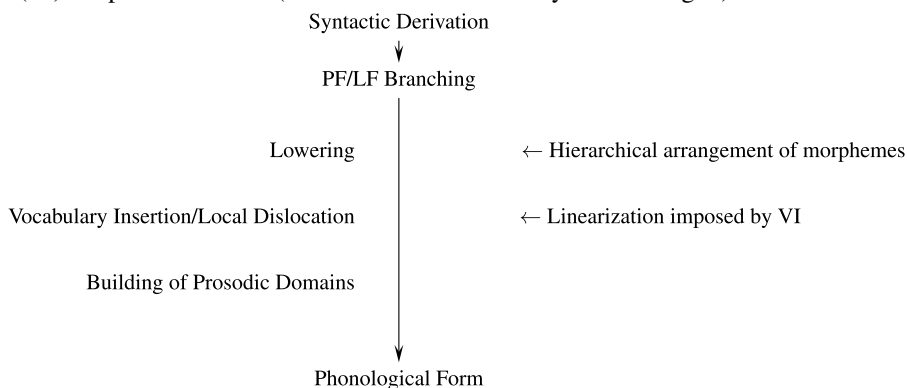 Syntactic Derivation
PF/LF Branching
Lowering ← Hierarchical arrangement of morphemes
Vocabulary Insertion/Local Dislocation ← Linearization imposed by VI
Building of Prosodic Domains
Phonological Form